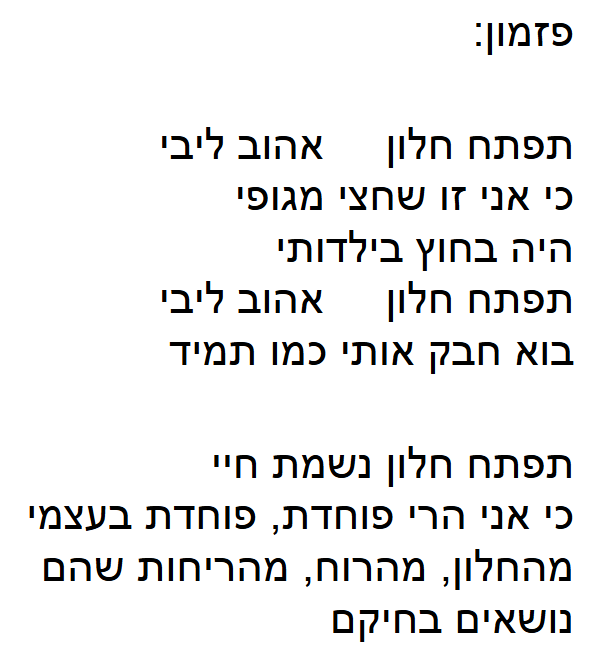 פזמון:
תפתח חלון אהוב ליבי
כי אני זו שחצי מגופי
היה בחוץ בילדותי
תפתח חלון אהוב ליבי
בוא חבק אותי כמו תמיד
תפתח חלון נשמת חיי
כי אני הרי פוחדת, פוחדת בעצמי
מהחלון, מהרוח, מהריחות שהם
נושאים בחיקם